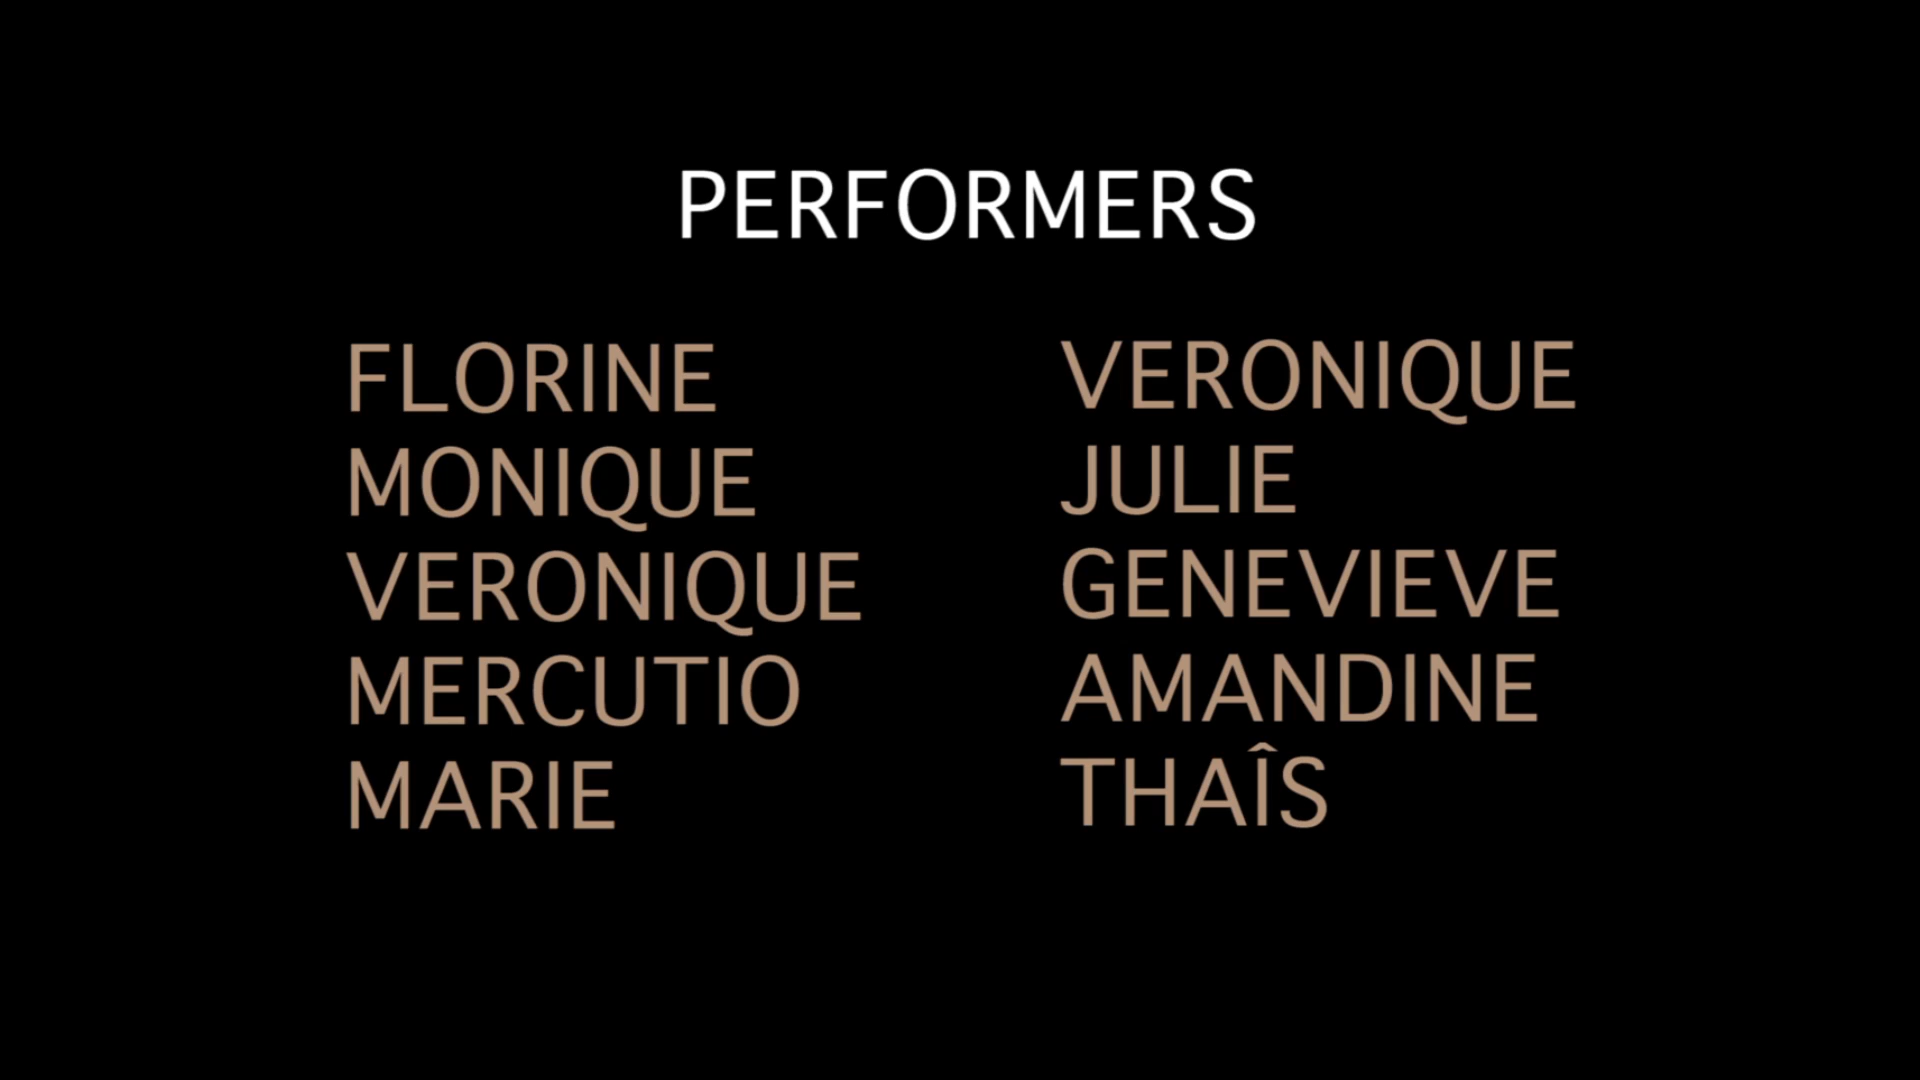 PERFORMERS
FLORINE
MONIQUE
VERONIQUE
MERCUTIO
MARIE
VERONIQUE
JULIE
GENEVIEVE
AMANDINE
THAÎS